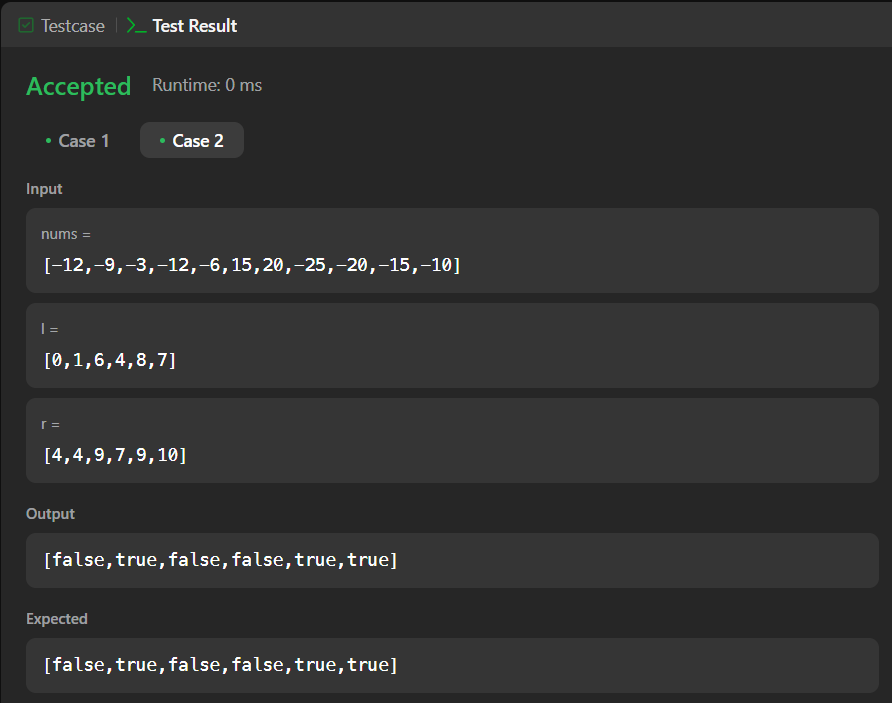 Testcase Test Result
Accepted Runtime: 0 ms
Case 1 Case 2
Input
nums =
[-12,-9,-3,-12,-6,15,20,-25,-20,-15,-10]
l =
[0,1,6,4,8,7]
r =
[4,4,9,7,9,10]
Output
[false,true,false,false,true,true]
Expected
[false,true,false,false,true,true]